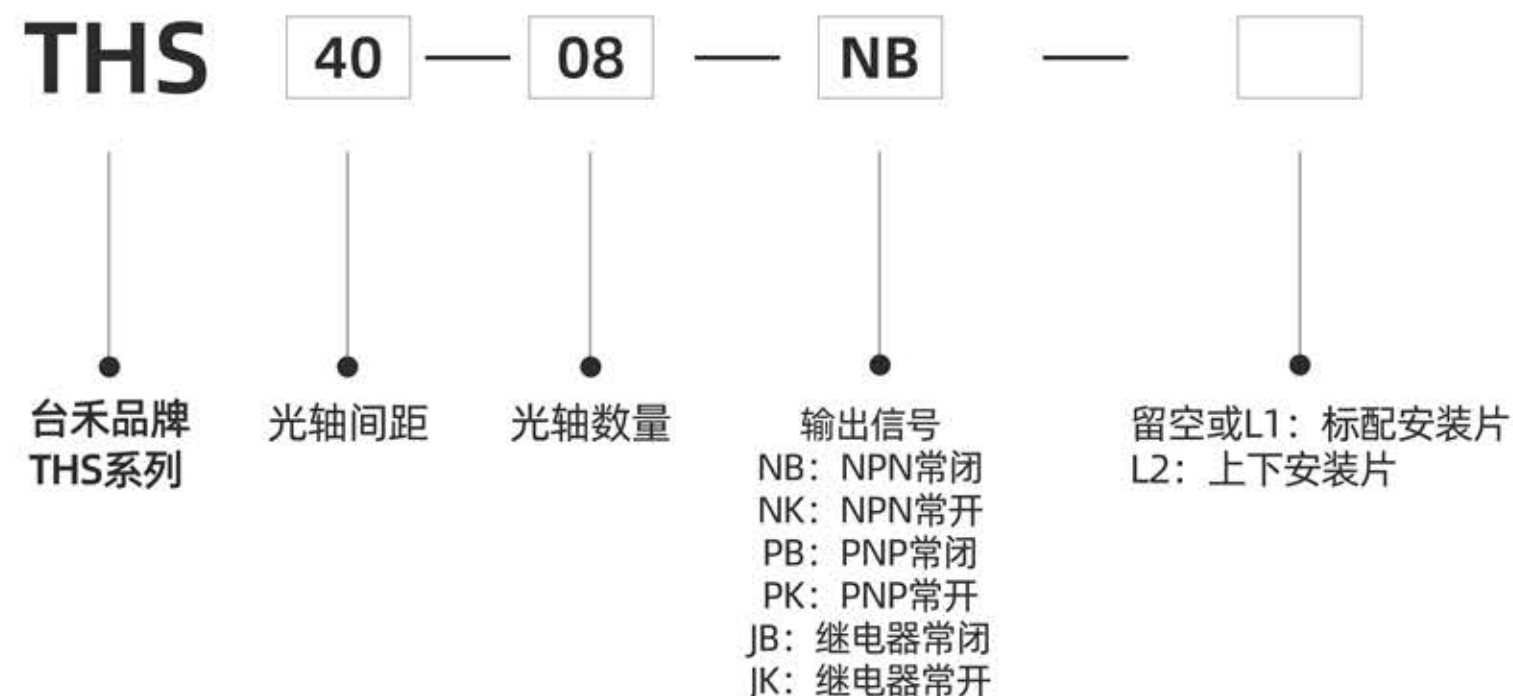 THS 40 — 08 — NB —
台禾品牌
THS系列
光轴间距
光轴数量
输出信号
NB：NPN常闭
NK：NPN常开
PB：PNP常闭
PK：PNP常开
JB：继电器常闭
JK：继电器常开
留空或L1：标配安装片
L2：上下安装片